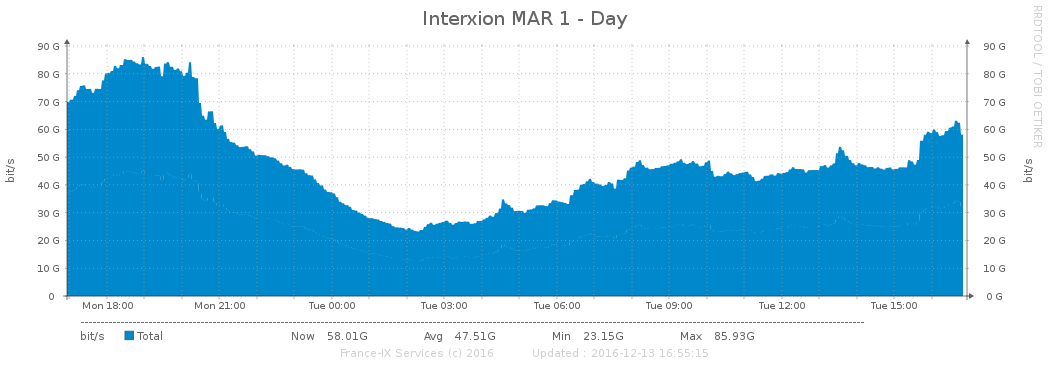 Interxion MAR 1 - Day
RRDTOOL / TOBI OETIKER
bit/s
90 G
80 G
70 G
60 G
50 G
40 G
30 G
20 G
10 G
0
90 G
80 G
70 G
60 G
50 G
40 G
30 G
20 G
10 G
0 G
bit/s
Mon 18:00 Mon 21:00 Tue 00:00 Tue 03:00 Tue 06:00 Tue 09:00 Tue 12:00 Tue 15:00
bit/s Total Now 58.01G Avg 47.51G Min 23.15G Max 85.93G
France-IX Services (c) 2016 Updated : 2016-12-13 16:55:15